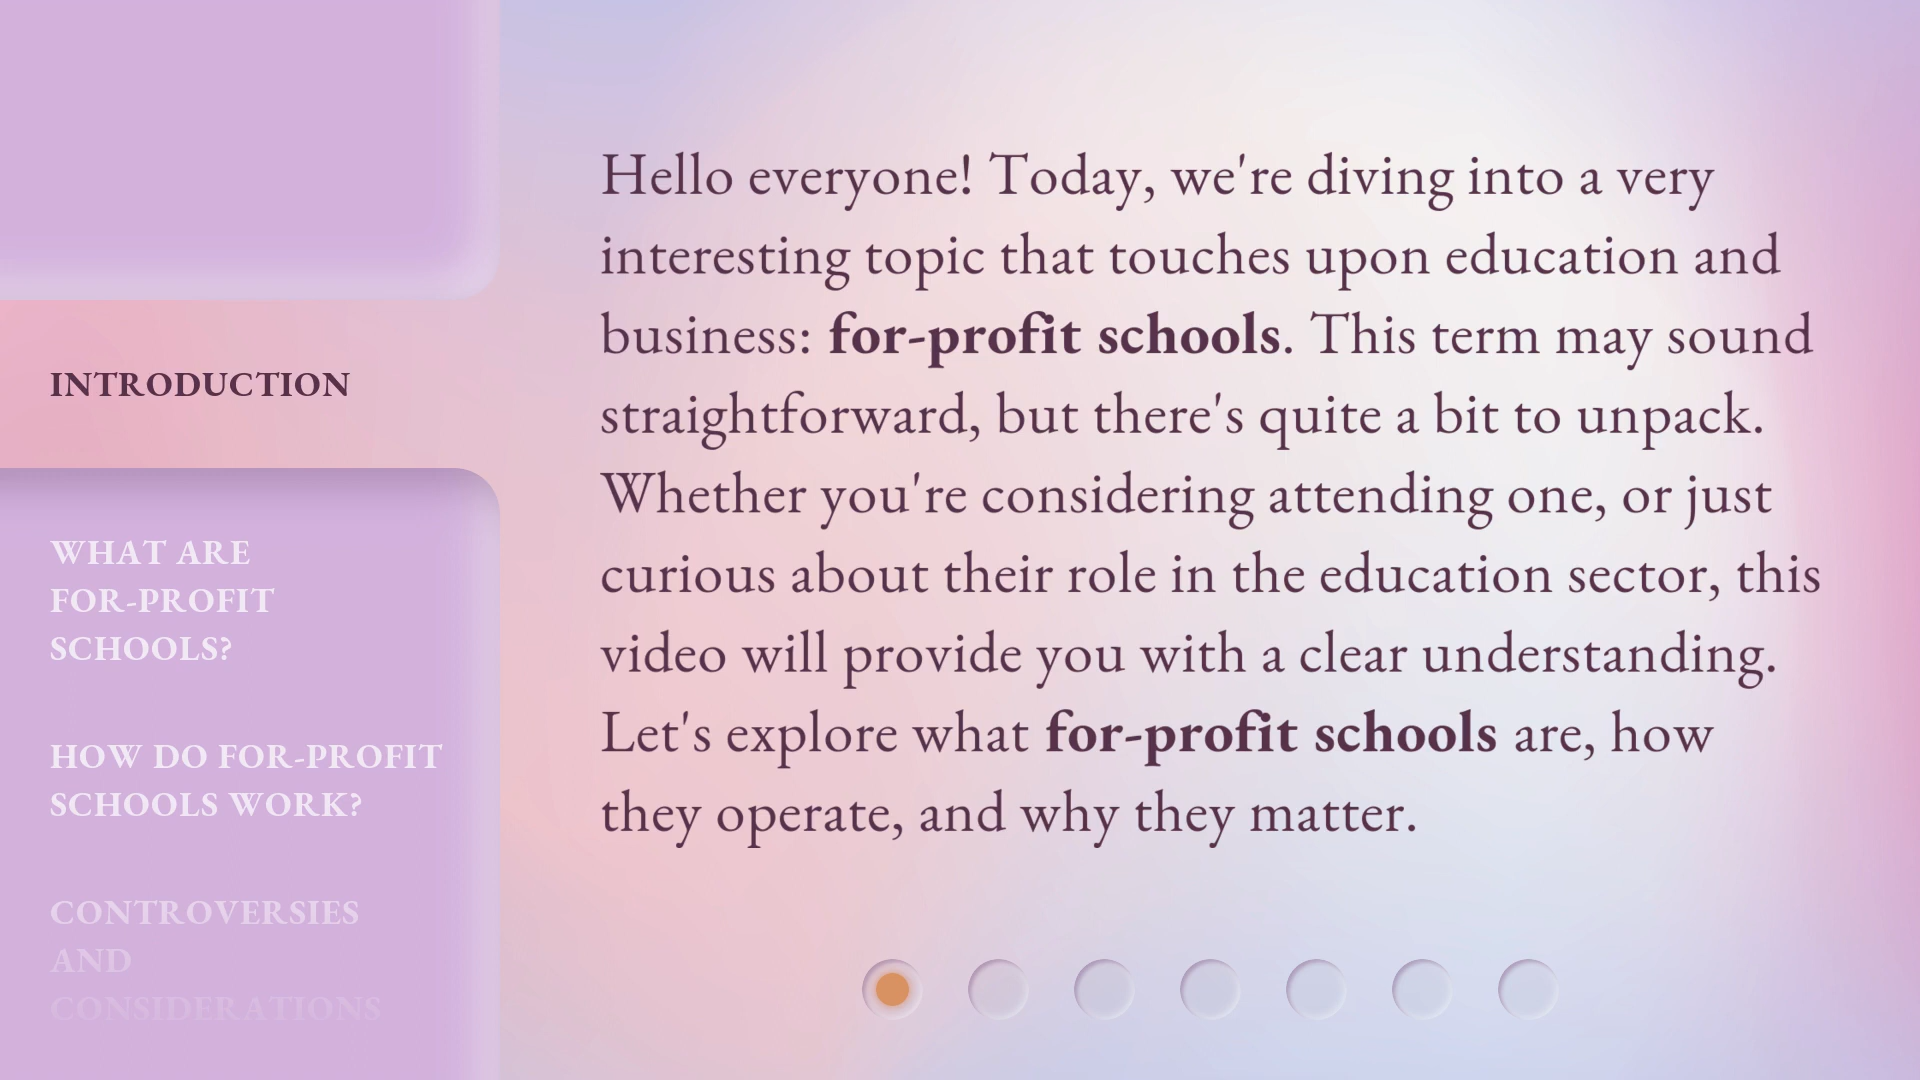 INTRODUCTION
WHAT ARE
FOR-PROFIT
SCHOOLS?
HOW DO FOR-PROFIT
SCHOOLS WORK?
CONTROVERSIES
AND
CONSIDERATIONS
Hello everyone! Today, we're diving into a very
interesting topic that touches upon education and
business: for-profit schools. This term may sound
straightforward, but there's quite a bit to unpack.
Whether you're considering attending one, or just
curious about their role in the education sector, this
video will provide you with a clear understanding.
Let's explore what for-profit schools are, how
they operate, and why they matter.